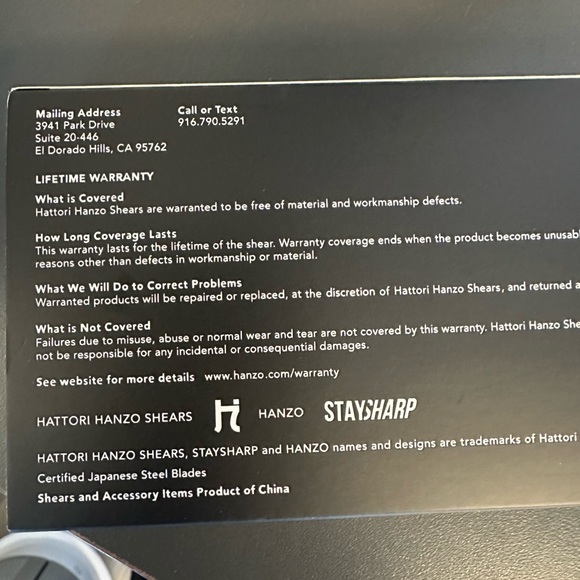 Mailing Address
3941 Park Drive
Suite 20-446
El Dorado Hills, CA 95762
Call or Text
916.790.5291
LIFETIME WARRANTY
What is Covered
Hattori Hanzo Shears are warranted to be free of material and workmanship defects.
How Long Coverage Lasts
This warranty lasts for the lifetime of the shear. Warranty coverage ends when the product becomes
reasons other than defects in workmanship or material.
What We Will Do to Correct Problems
Warranted products will be repaired or replaced, at the discretion of Hattori Hanzo Shears, and returned
What is Not Covered
Failures due to misuse, abuse or normal wear and tear are not covered by this warranty. Hattori Hanzo
not be responsible for any incidental or consequential damages.
See website for more details www.hanzo.com/warranty
HATTORI HANZO SHEARS HANZO STAYSHARP
HATTORI HANZO SHEARS, STAYSHARP and HANZO names and designs are trademarks of Hattori
Certified Japanese Steel Blades
Shears and Accessory Items Product of China